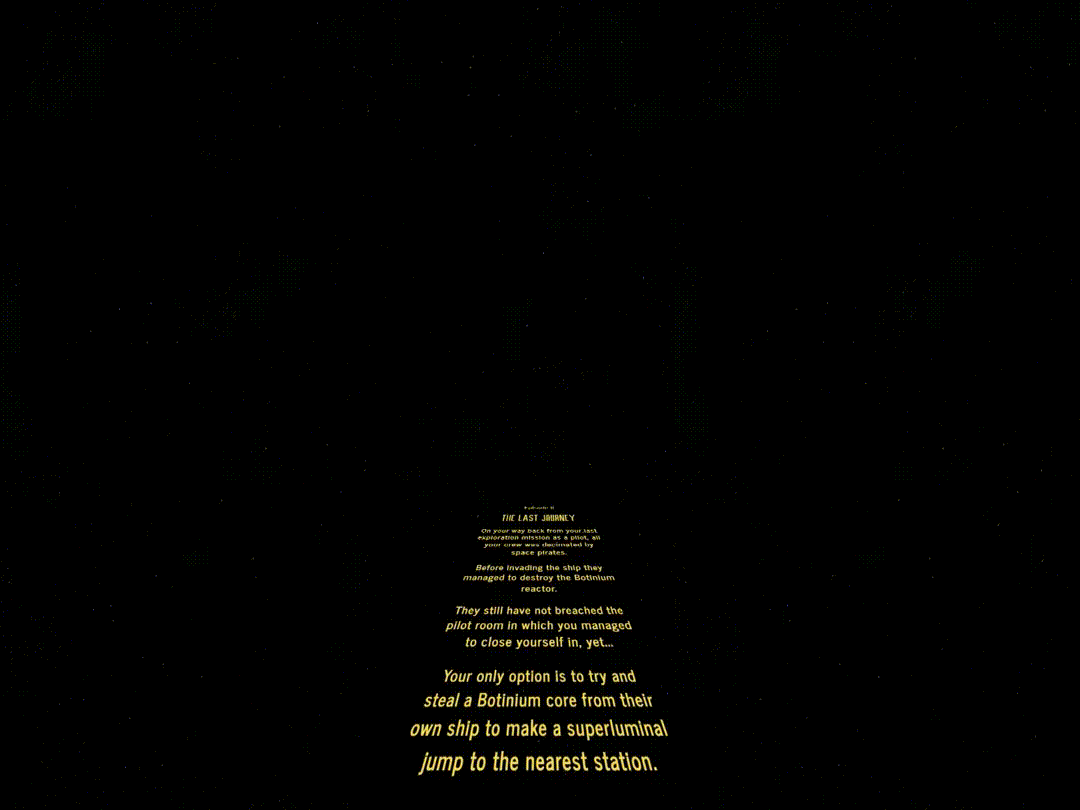 Episode II
THE LAST JOURNEY
On your way back from your last
exploration mission as a pilot, all
your crew was decimated by
space pirates.
Before invading the ship they
managed to destroy the Botinium
reactor.
They still have not breached the
pilot room in which you managed
to close yourself in, yet...
Your only option is to try and
steal a Botinium core from their
own ship to make a superluminal
jump to the nearest station.